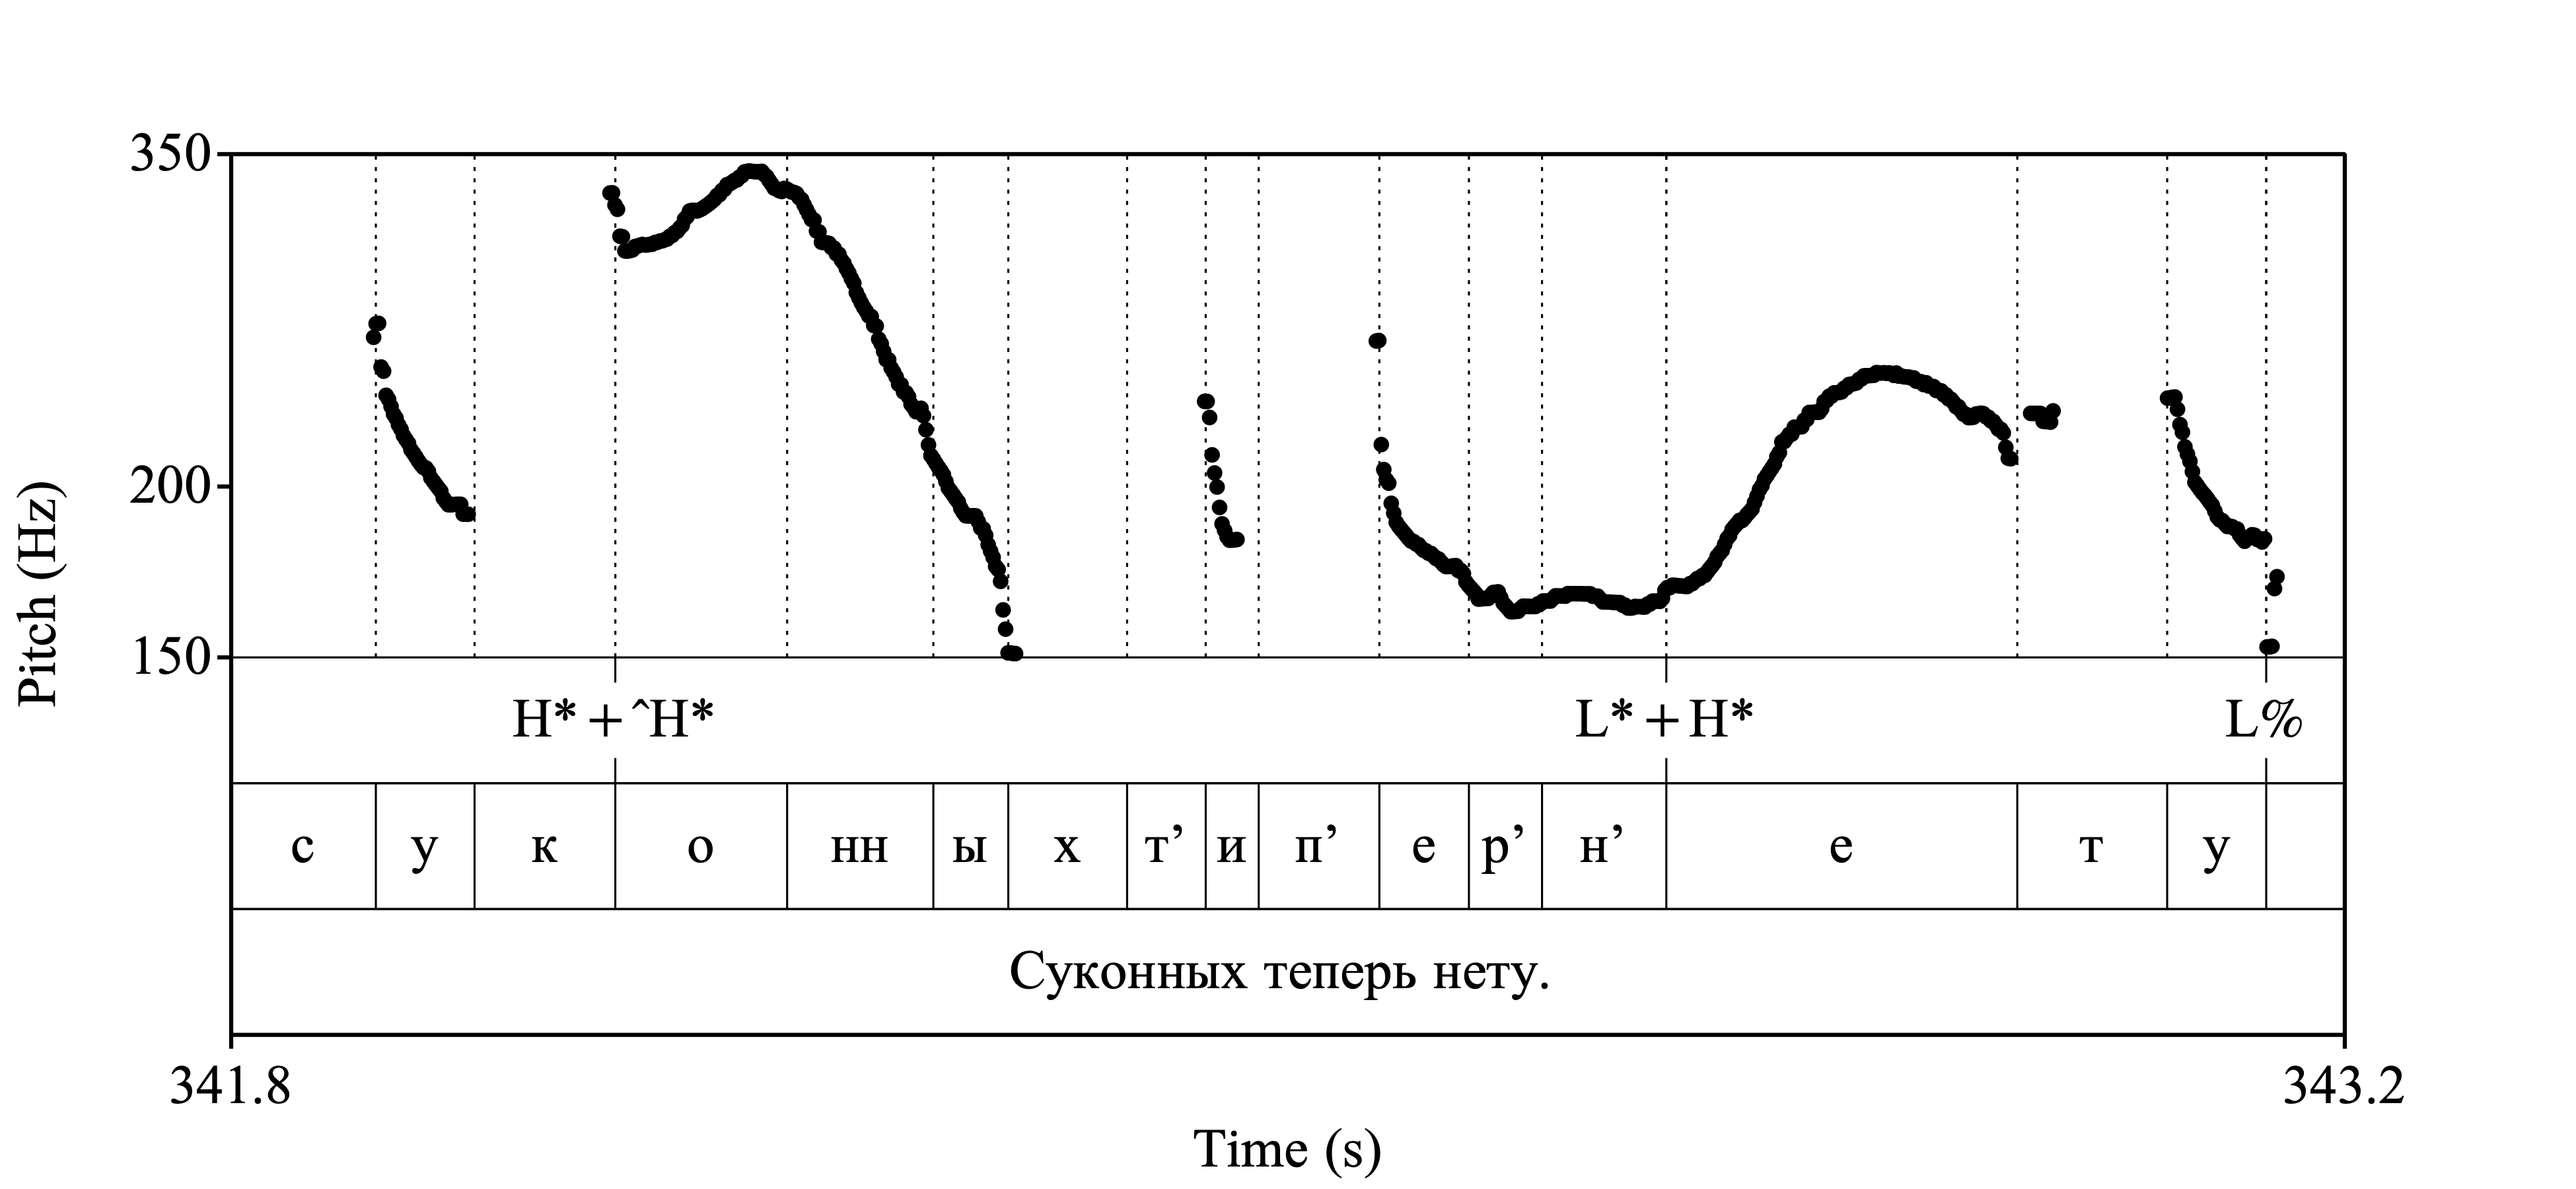 350
200
150
Pitch (Hz)
H* + ^H* L* + H* L%
с у к о нн ы х т’ и п’ е р’ н’ е т у
Суконных теперь нету.
341.8 343.2
Time (s)